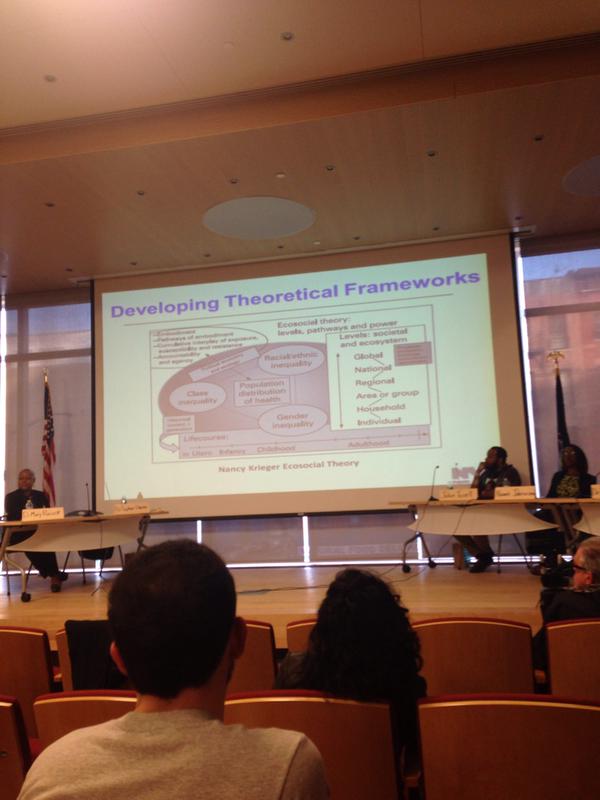 Developing Theoretical Frameworks
Ecosocial theory:
levels, pathways and power
- Embodiment
- Pathways of embodiment
- Cumulative interplay of exposure,
susceptibility and resistance
- Accountability
and agency
Levels: societal
and ecosystem
Global
National
Regional
Area or group
Household
Individual
Racial/ethnic
inequality
Class
inequality
Population
distribution
of health
Gender
inequality
Lifecourse:
In Utero Infancy Childhood Adulthood
Nancy Krieger Ecosocial Theory